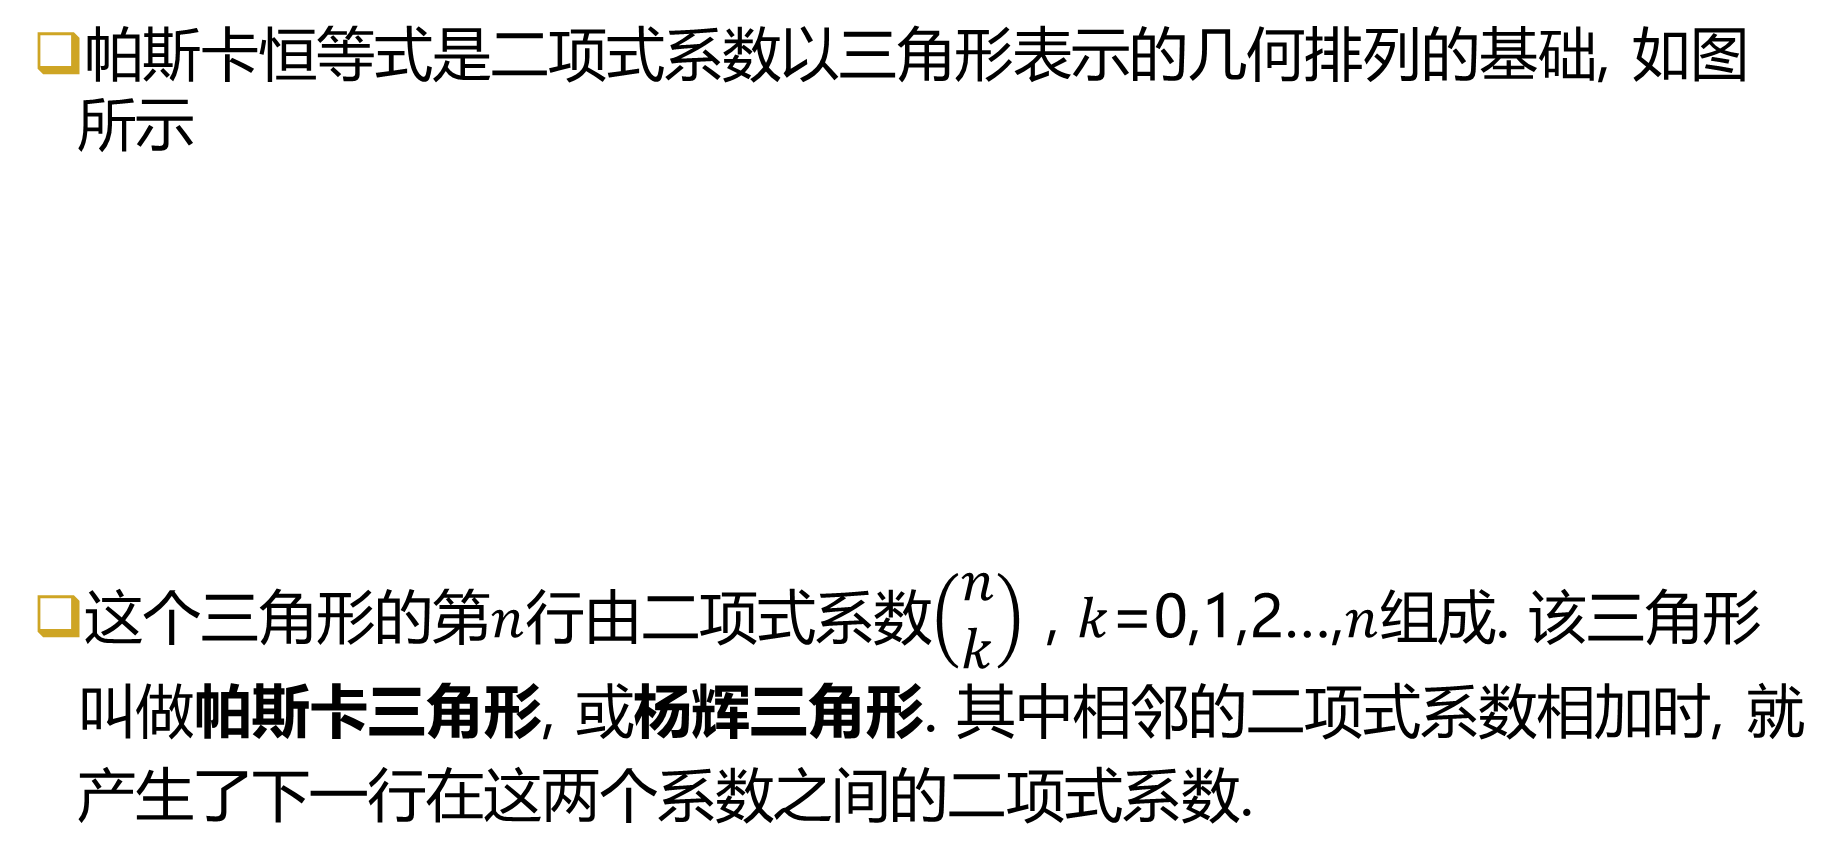 ❑帕斯卡恒等式是二项式系数以三角形表示的几何排列的基础, 如图
所示
❑这个三角形的第n行由二项式系数(n k) , k=0,1,2…,n组成. 该三角形
叫做帕斯卡三角形, 或杨辉三角形. 其中相邻的二项式系数相加时, 就
产生了下一行在这两个系数之间的二项式系数.